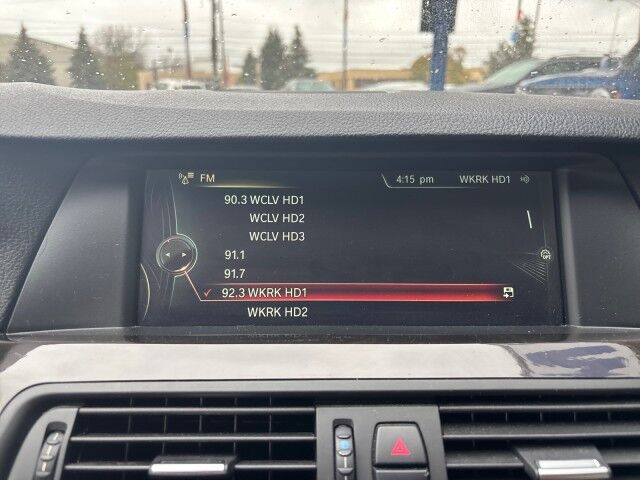 FM 4:15 pm WKRK HD1
90.3 WCLV HD1
WCLV HD2
WCLV HD3
91.1
91.7
92.3 WKRK HD1
WKRK HD2